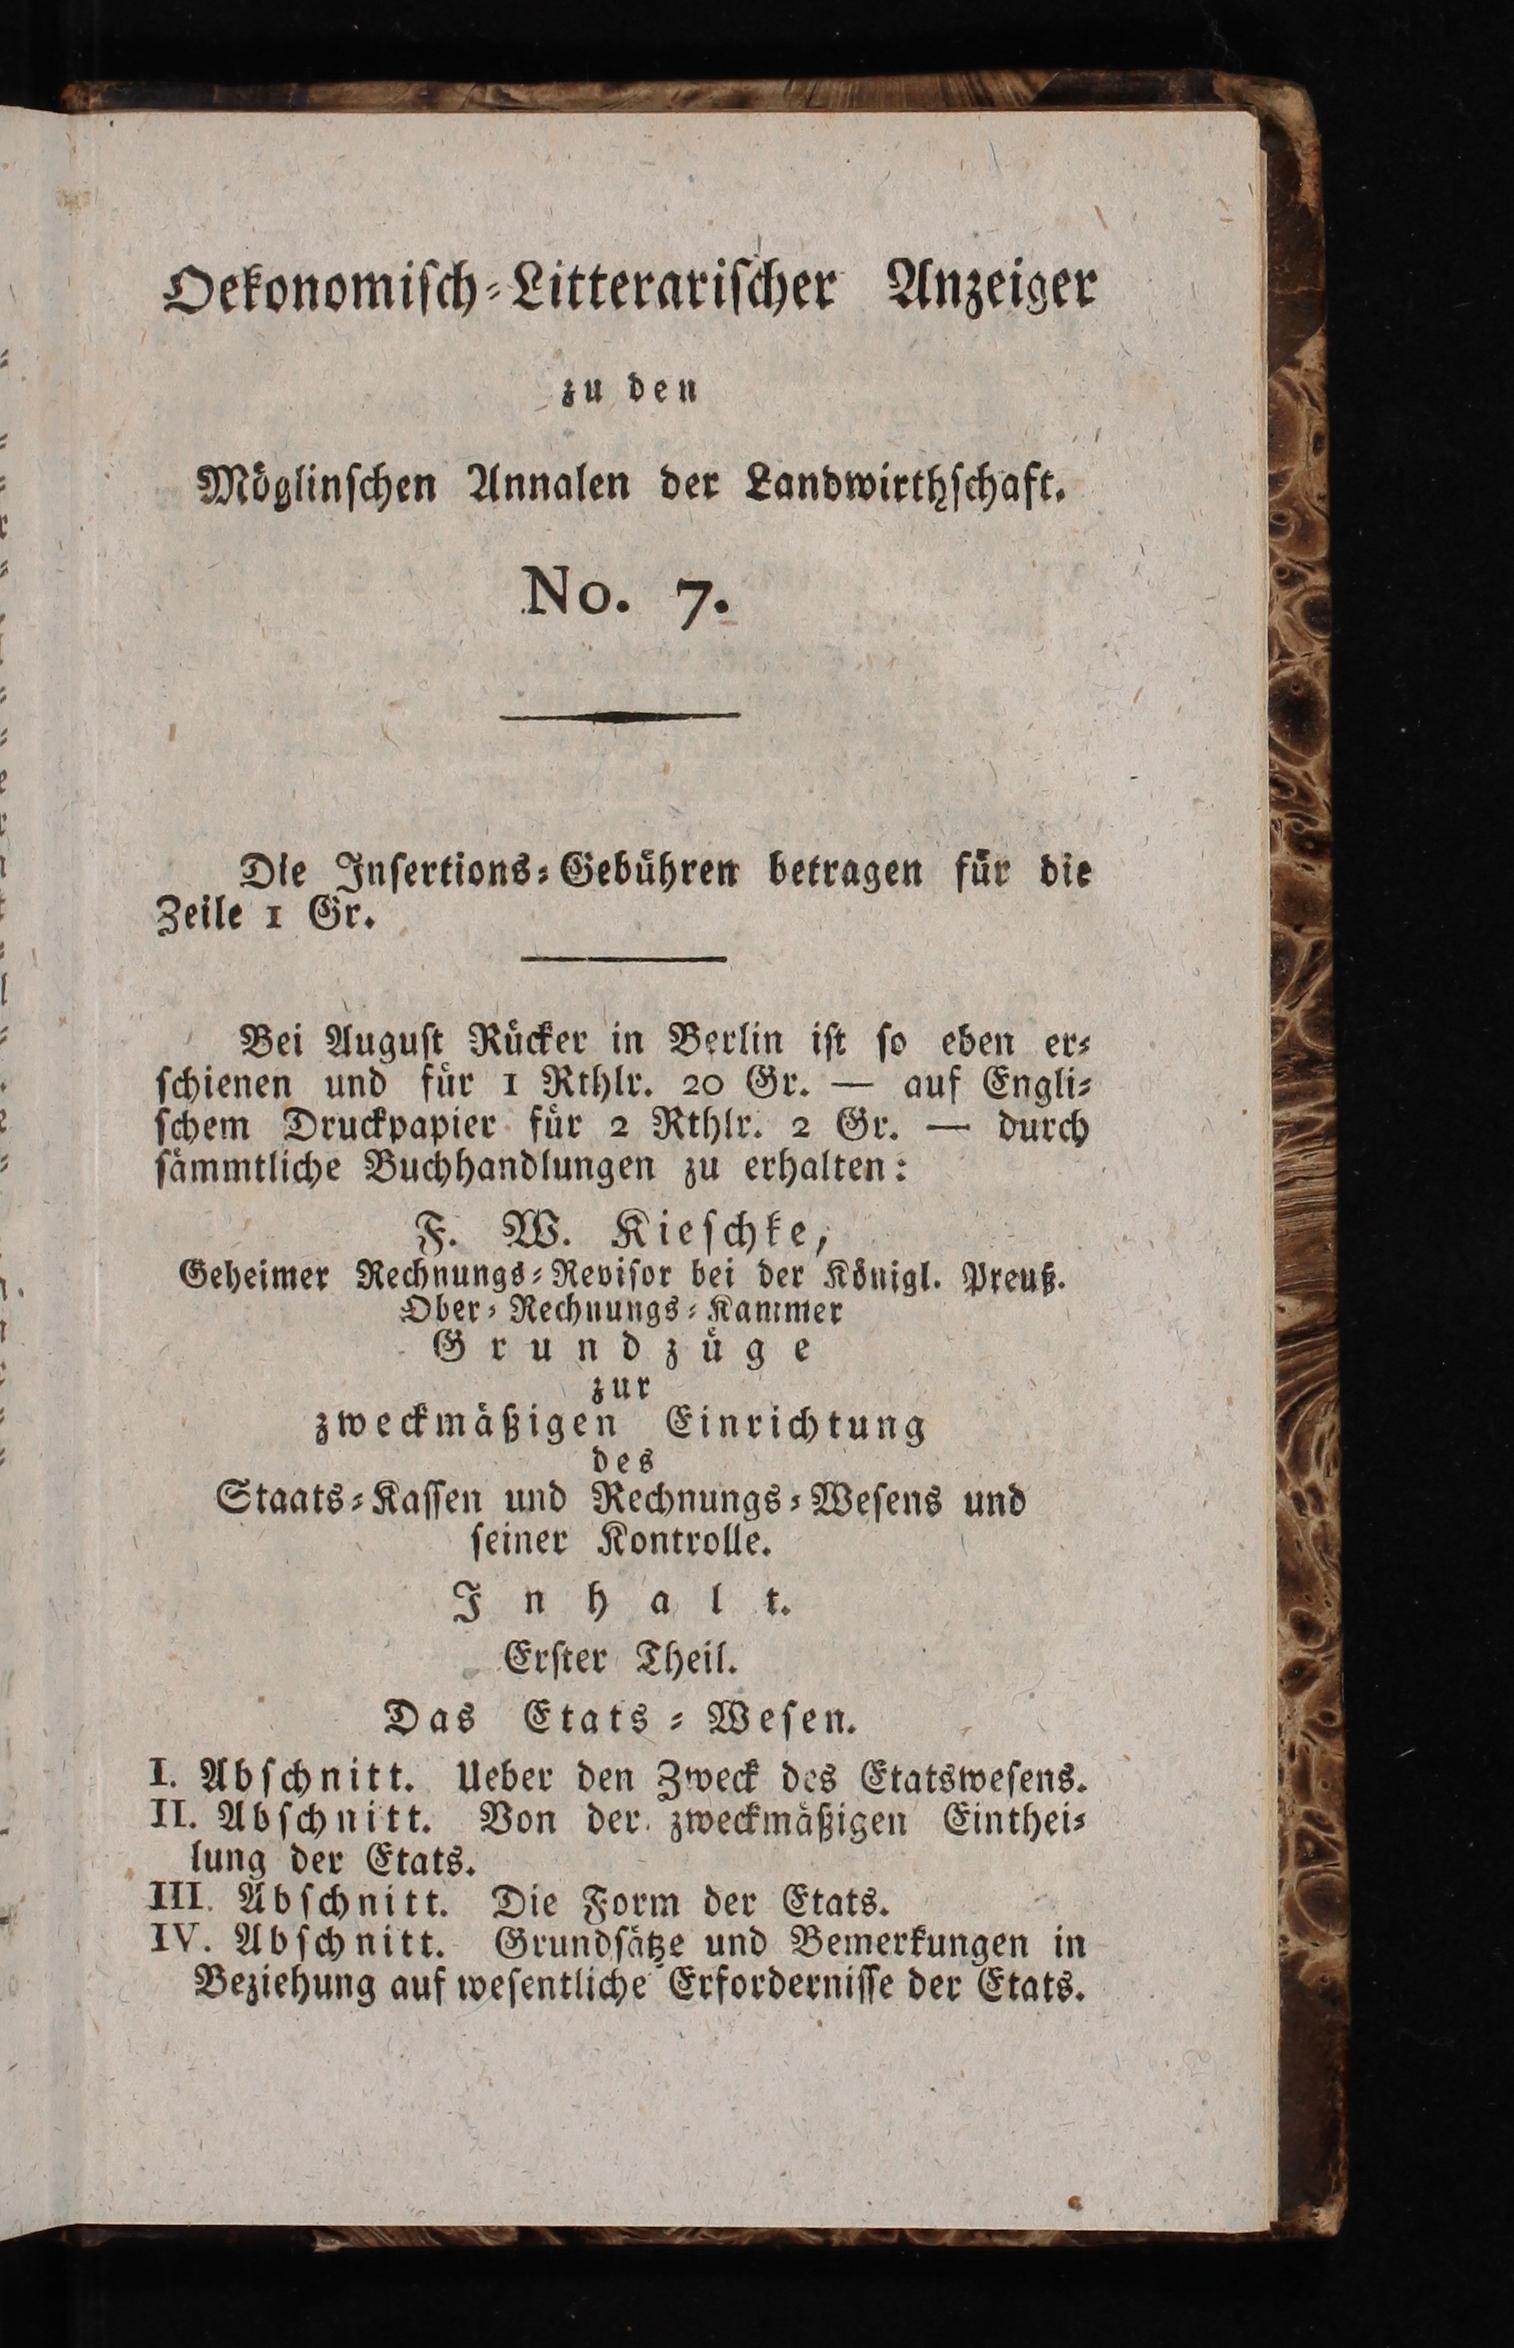 Oekonomiſch-Litterariſcher Anzeiger
zu den
Möglinſchen Annalen der Landwirthſchaft.
No. 7.
Die Inſertions-Gebühren betragen für die
Zeile 1 Gr.
Bei Auguſt Rücker in Berlin iſt ſo eben er-
ſchienen und für 1 Rthlr. 20 Gr. — auf Engli-
ſchem Druckpapier für 2 Rthlr. 2 Gr. — durch
ſämmtliche Buchhandlungen zu erhalten:
F. W. Kieſchke,
Geheimer Rechnungs-Reviſor bei der Königl. Preuß.
Ober-Rechnungs-Kammer
Grundzüge
zur
zweckmäßigen Einrichtung
des
Staats-Kaſſen und Rechnungs-Weſens und
ſeiner Kontrolle.
Inhalt.
Erſter Theil.
Das Etats-Weſen.
I. Abſchnitt. Ueber den Zweck des Etatsweſens.
II. Abſchnitt. Von der zweckmäßigen Einthei-
lung der Etats.
III. Abſchnitt. Die Form der Etats.
IV. Abſchnitt. Grundſätze und Bemerkungen in
Beziehung auf weſentliche Erforderniſſe der Etats.